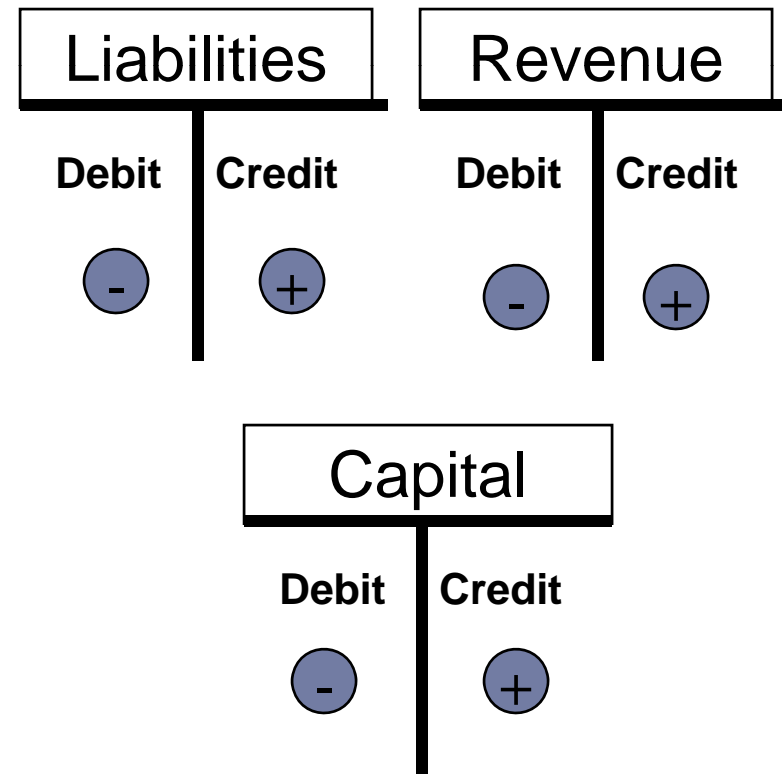 Liabilities Revenue
Debit Credit Debit Credit
- + - +
Capital
Debit Credit
- +